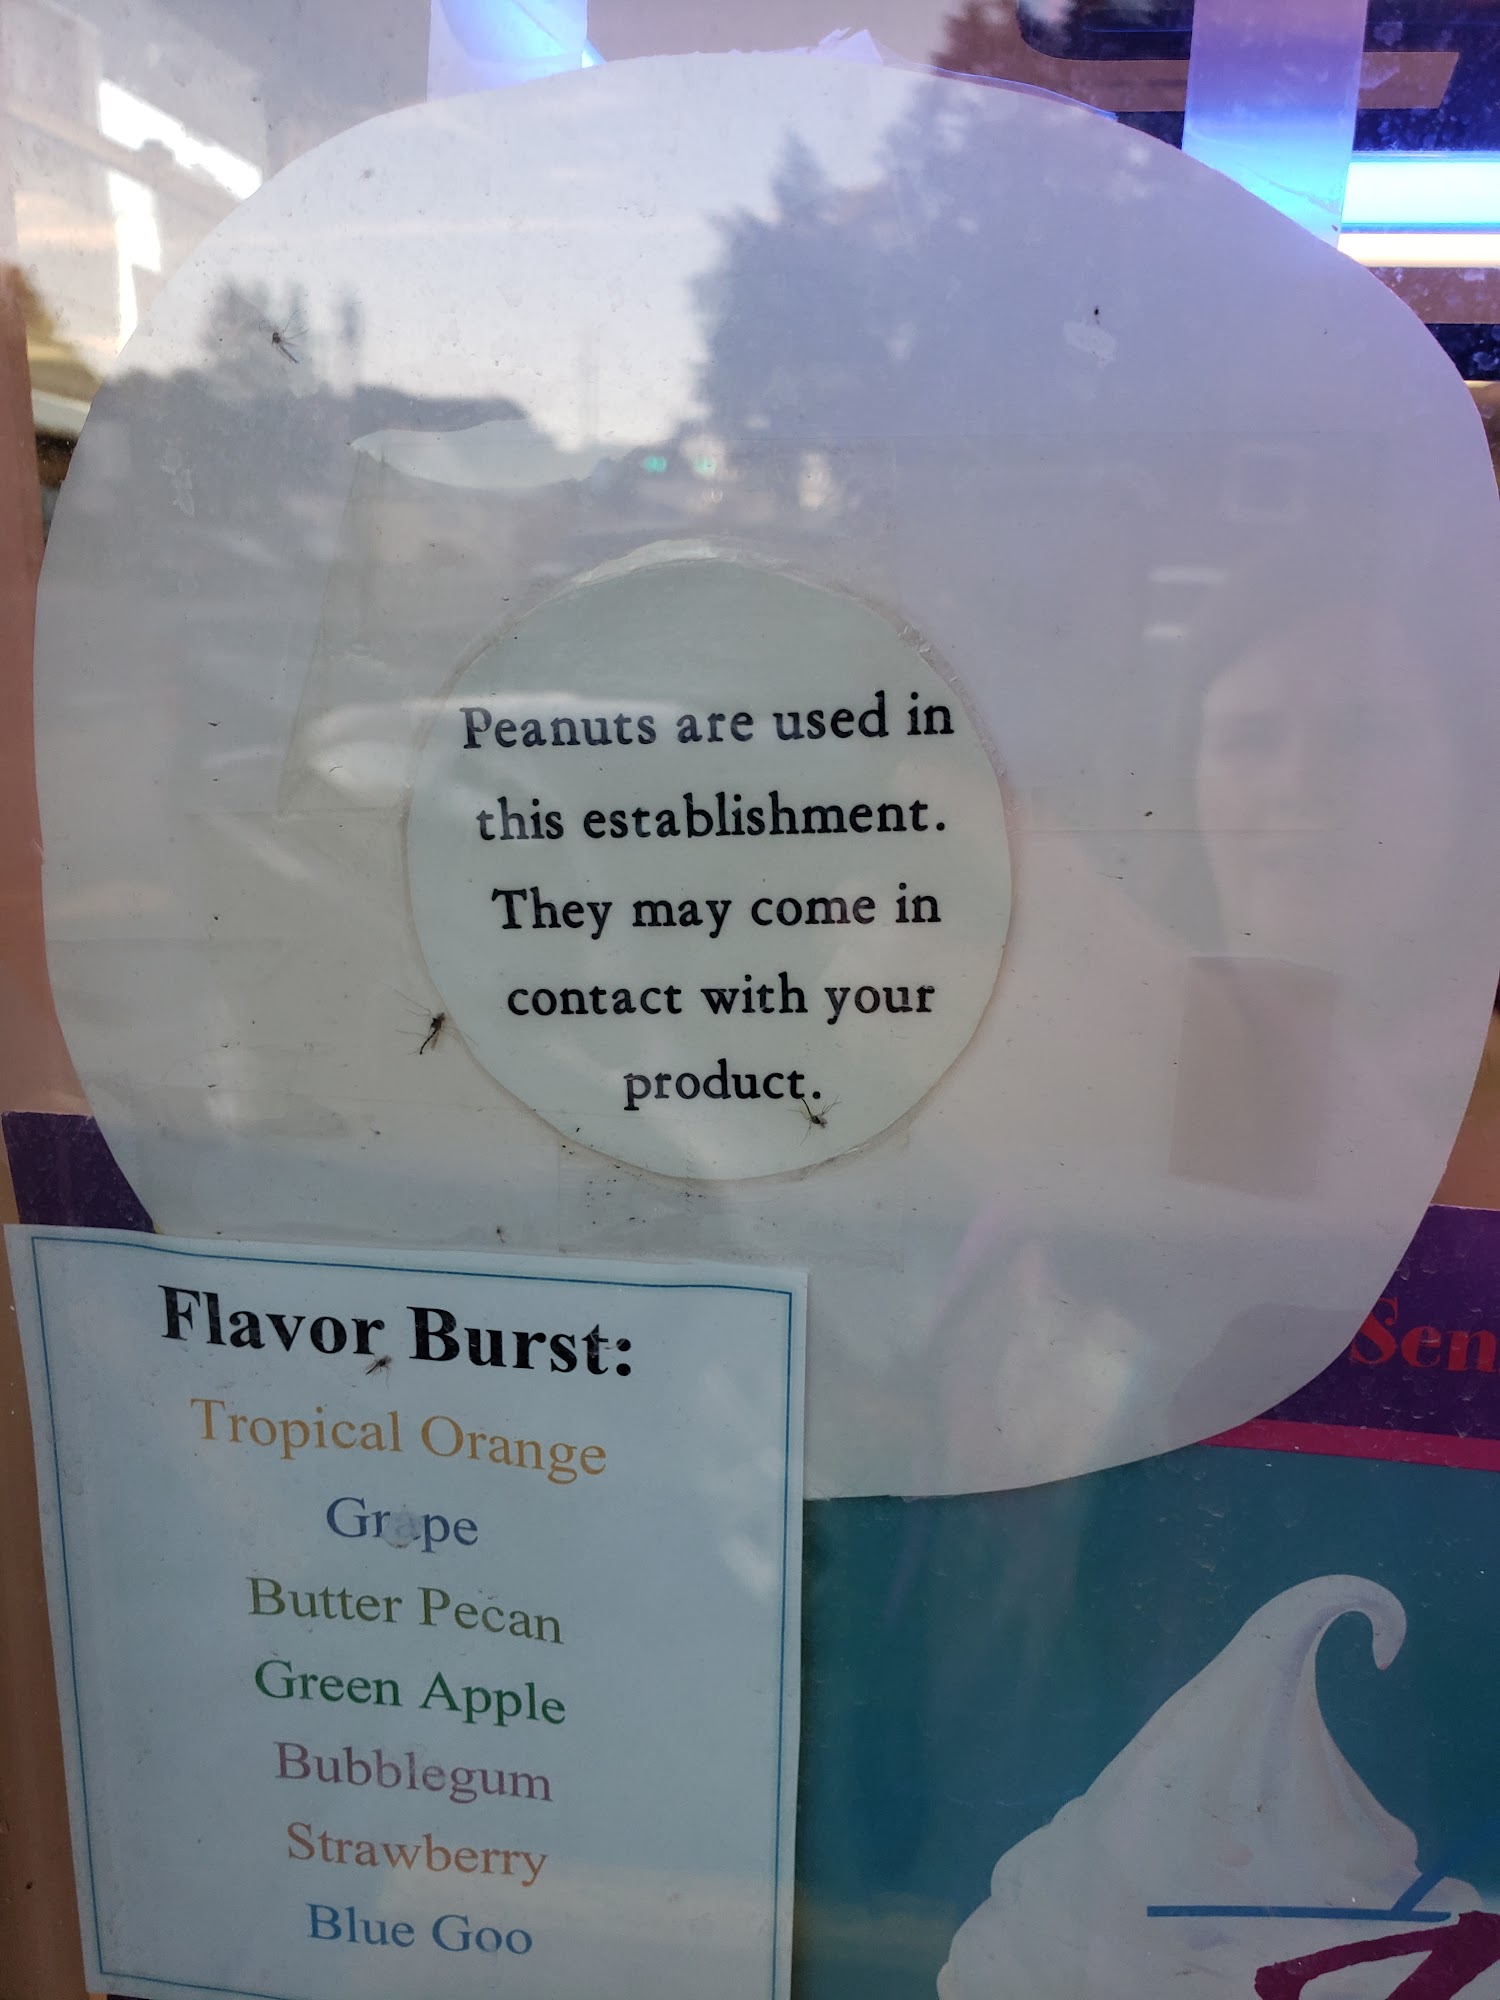 Peanuts are used in
this establishment.
They may come in
contact with your
product.
Flavor Burst:
Tropical Orange
Grape
Butter Pecan
Green Apple
Bubblegum
Strawberry
Blue Goo
Sen